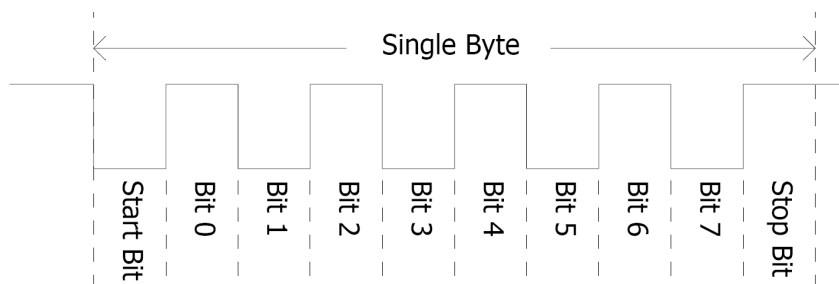 Single Byte
Start Bit
Bit 0
Bit 1
Bit 2
Bit 3
Bit 4
Bit 5
Bit 6
Bit 7
Stop Bit